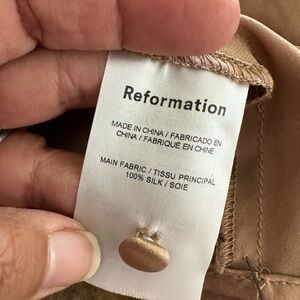 Reformation
MADE IN CHINA / FABRICADO EN
CHINA / FABRIQUÉ EN CHINE
MAIN FABRIC / TISSU PRINCIPAL
100% SILK / SOIE